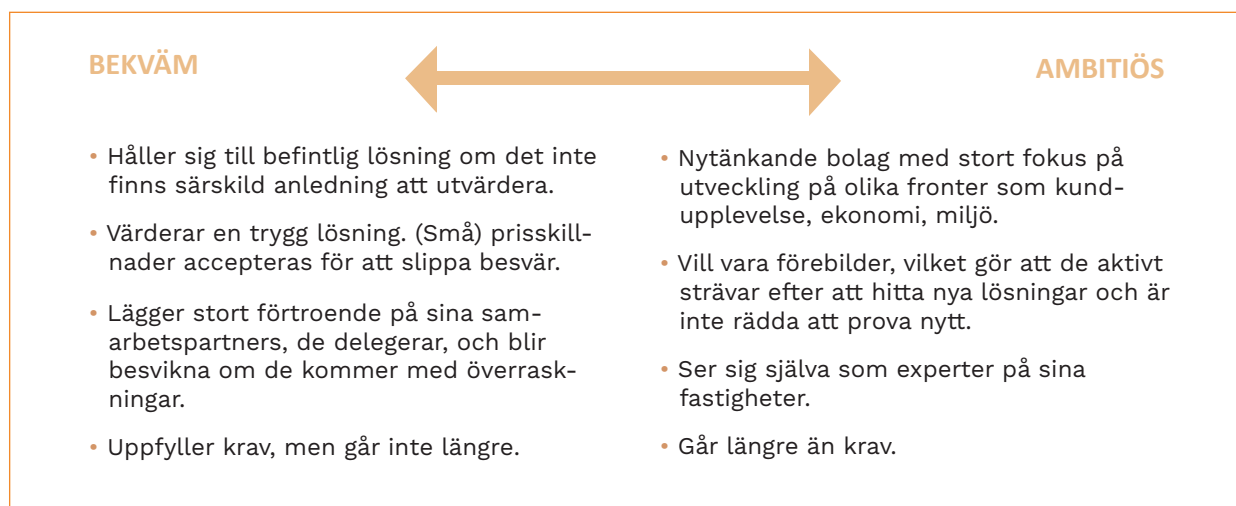 BEKVÄM
• Håller sig till befintlig lösning om det inte
finns särskild anledning att utvärdera.
• Värderar en trygg lösning. (Små) prisskill-
nader accepteras för att slippa besvär.
• Lägger stort förtroende på sina sam-
arbetspartners, de delegerar, och blir
besvikna om de kommer med överrask-
ningar.
• Uppfyller krav, men går inte längre.
AMBITIÖS
• Nytänkande bolag med stort fokus på
utveckling på olika fronter som kund-
upplevelse, ekonomi, miljö.
• Vill vara förebilder, vilket gör att de aktivt
strävar efter att hitta nya lösningar och är
inte rädda att prova nytt.
• Ser sig själva som experter på sina
fastigheter.
• Går längre än krav.